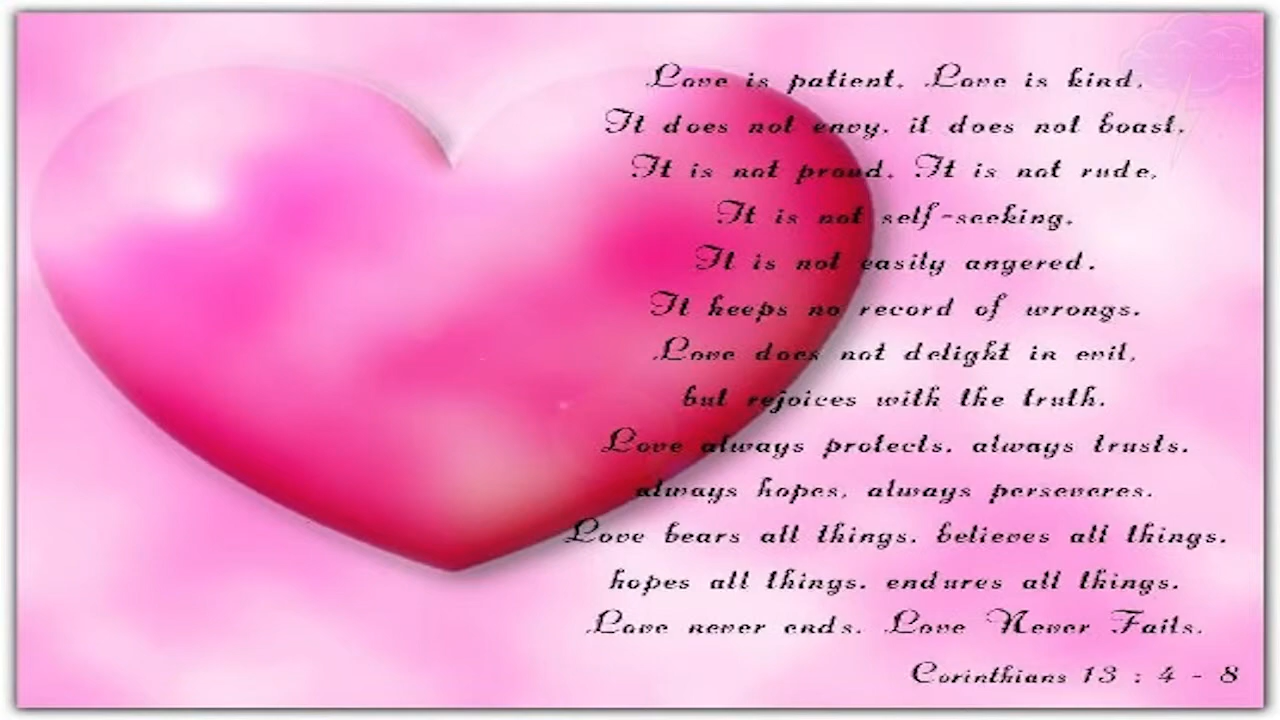 Love is patient, Love is kind,
It does not envy, it does not boast,
It is not proud, It is not rude,
It is not self-seeking,
It is not easily angered.
It keeps no record of wrongs.
Love does not delight in evil,
but rejoices with the truth.
Love always protects, always trusts,
always hopes, always perseveres.
Love bears all things, believes all things,
hopes all things, endures all things.
Love never ends, Love Never Fails.
Corinthians 13 : 4 - 8